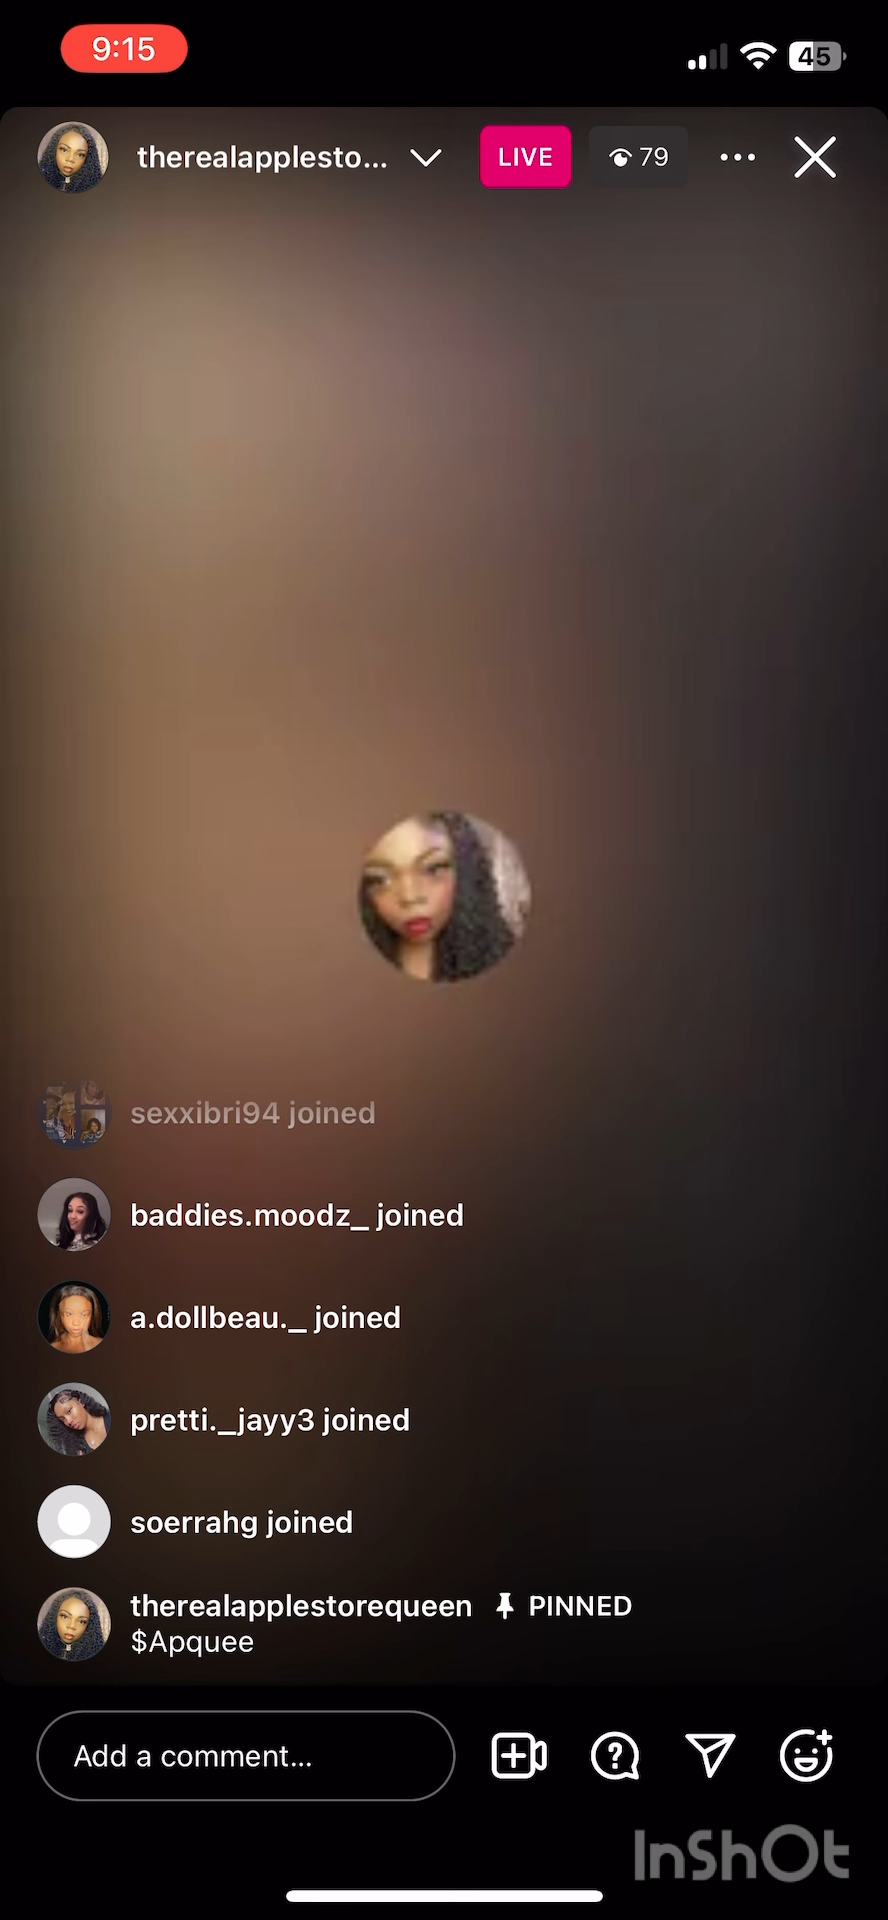 9:15
45
therealapplesto...
LIVE
79
sexxibri94 joined
baddies.moodz_ joined
a.dollbeau._ joined
pretti._jayy3 joined
soerrahg joined
therealapplestorequeen PINNED
$Apquee
Add a comment...
InShOt